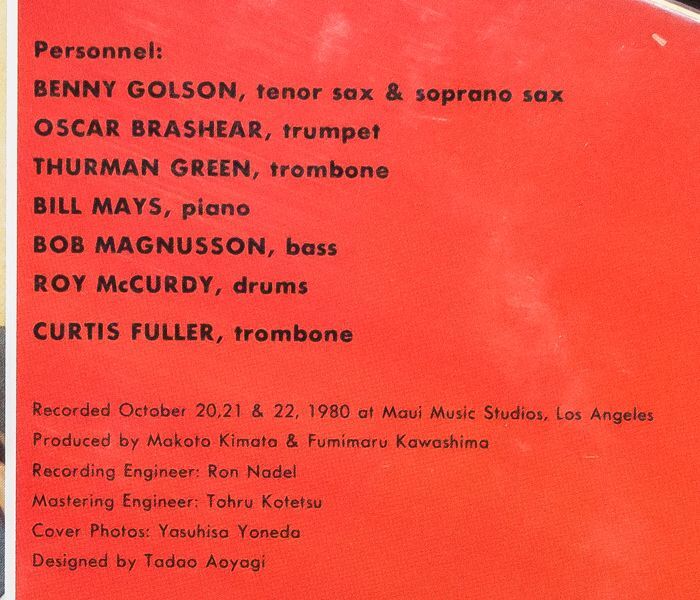 Personnel:
BENNY GOLSON, tenor sax & soprano sax
OSCAR BRASHEAR, trumpet
THURMAN GREEN, trombone
BILL MAYS, piano
BOB MAGNUSSON, bass
ROY McCURDY, drums
CURTIS FULLER, trombone
Recorded October 20,21 & 22, 1980 at Maui Music Studios, Los Angeles
Produced by Makoto Kimata & Fumimaru Kawashima
Recording Engineer: Ron Nadel
Mastering Engineer: Tohru Kotetsu
Cover Photos: Yasuhisa Yoneda
Designed by Tadao Aoyagi